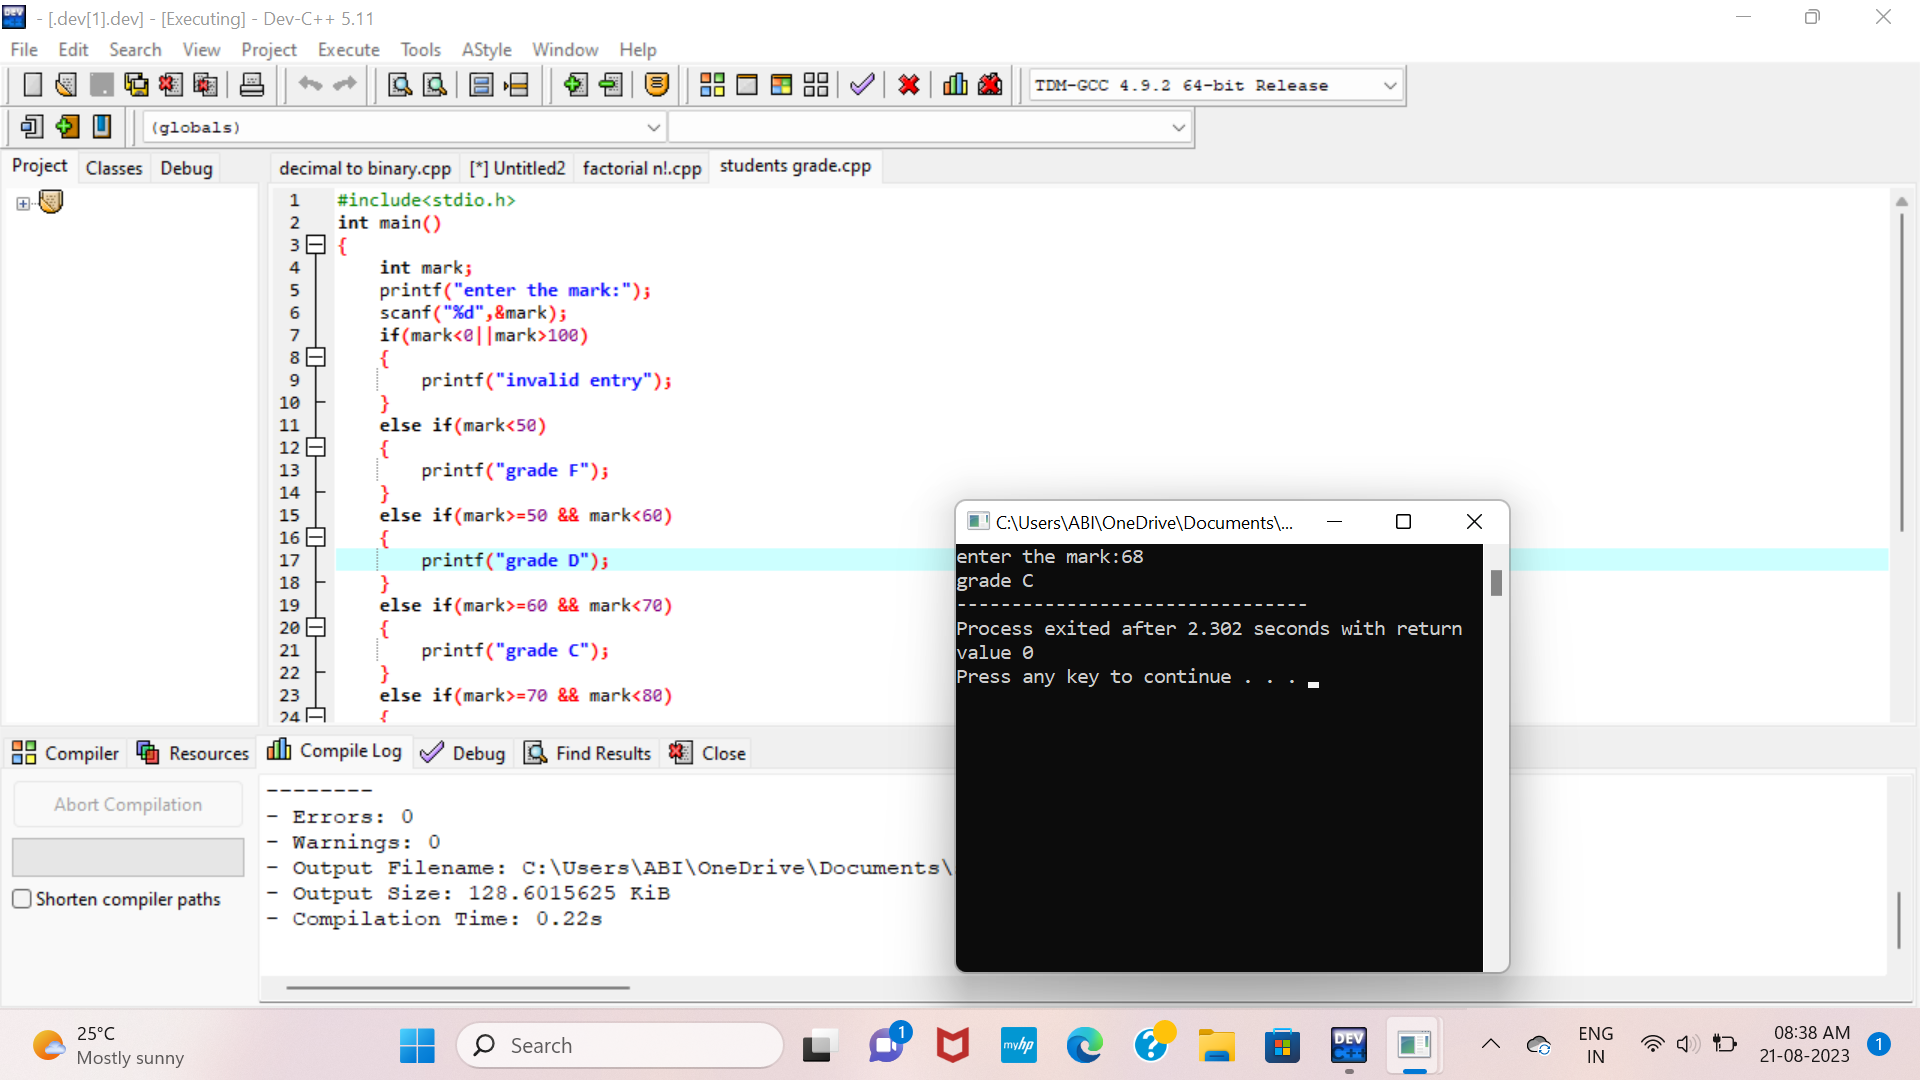 - [.dev[1].dev] - [Executing] - Dev-C++ 5.11
File Edit Search View Project Execute Tools AStyle Window Help
TDM-GCC 4.9.2 64-bit Release
(globals)
Project Classes Debug
decimal to binary.cpp [*] Untitled2 factorial n!.cpp students grade.cpp
1 #include<stdio.h>
2 int main()
3 {
4 int mark;
5 printf("enter the mark:");
6 scanf("%d",&mark);
7 if(mark<0||mark>100)
8 {
9 printf("invalid entry");
10 }
11 else if(mark<50)
12 {
13 printf("grade F");
14 }
15 else if(mark>=50 && mark<60)
16 {
17 printf("grade D");
18 }
19 else if(mark>=60 && mark<70)
20 {
21 printf("grade C");
22 }
23 else if(mark>=70 && mark<80)
24 {
C:\Users\ABI\OneDrive\Documents\...
enter the mark:68
grade C
--------------------------------
Process exited after 2.302 seconds with return
value 0
Press any key to continue . . .
Compiler Resources Compile Log Debug Find Results Close
Abort Compilation
Shorten compiler paths
--------
- Errors: 0
- Warnings: 0
- Output Filename: C:\Users\ABI\OneDrive\Documents\
- Output Size: 128.6015625 KiB
- Compilation Time: 0.22s
25°C
Mostly sunny
Search
1
myhp
DEV
C++
ENG
IN
08:38 AM
21-08-2023
1